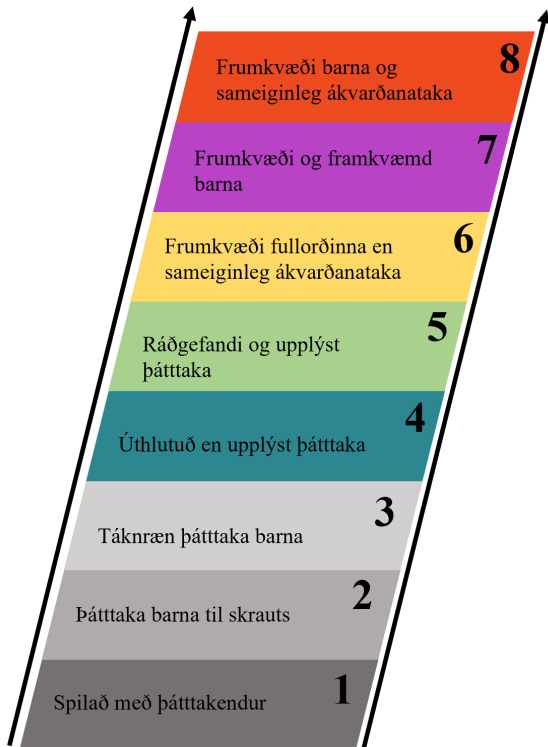 Frumkvæði barna og
sameiginleg ákvarðanataka
8
Frumkvæði og framkvæmd
barna
7
Frumkvæði fullorðinna en
sameiginleg ákvarðanataka
6
Ráðgefandi og upplýst
þátttaka
5
Úthlutuð en upplýst þátttaka
4
Táknræn þátttaka barna
3
Þátttaka barna til skrauts
2
Spilað með þátttakendur
1